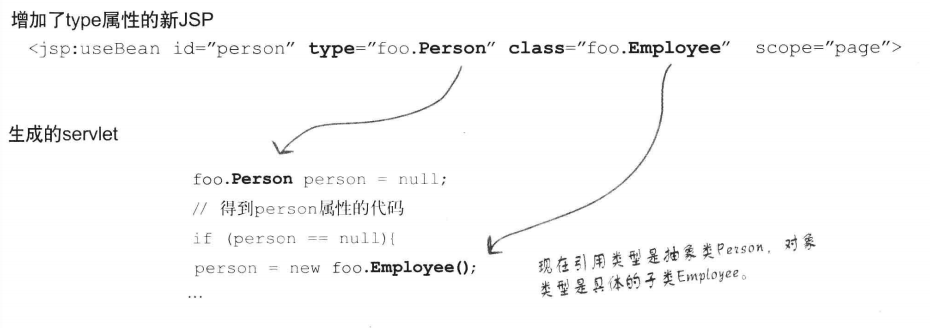 增加了type属性的新JSP
<jsp:useBean id="person" type="foo.Person" class="foo.Employee" scope="page">
生成的servlet
foo.Person person = null;
// 得到person属性的代码
if (person == null){
person = new foo.Employee();
...
现在引用类型是抽象类Person，对象
类型是具体的子类Employee。